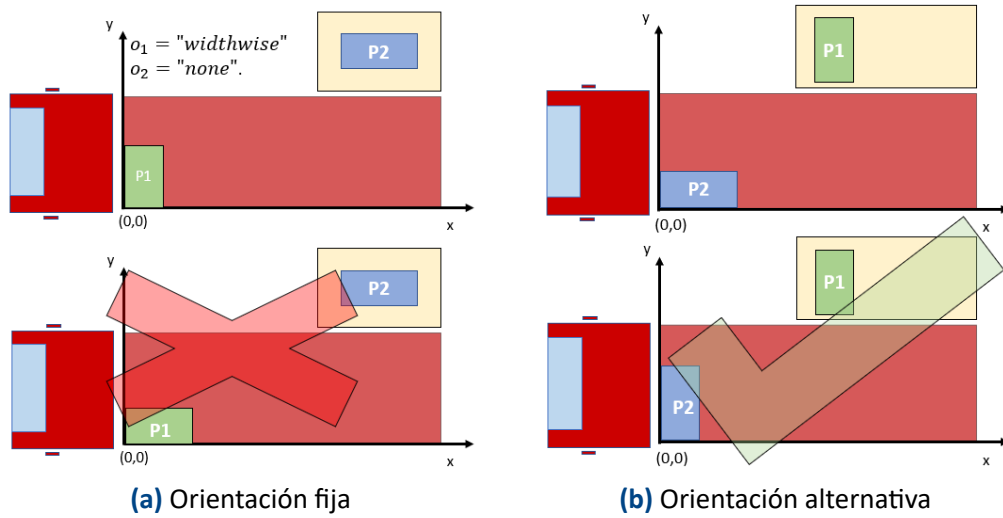 y
o₁ = "widthwise"
o₂ = "none".
P2
P1
(0,0)
x
y
P2
P1
(0,0)
x
(a) Orientación fija
y
P1
P2
(0,0)
x
y
P1
P2
(0,0)
x
(b) Orientación alternativa